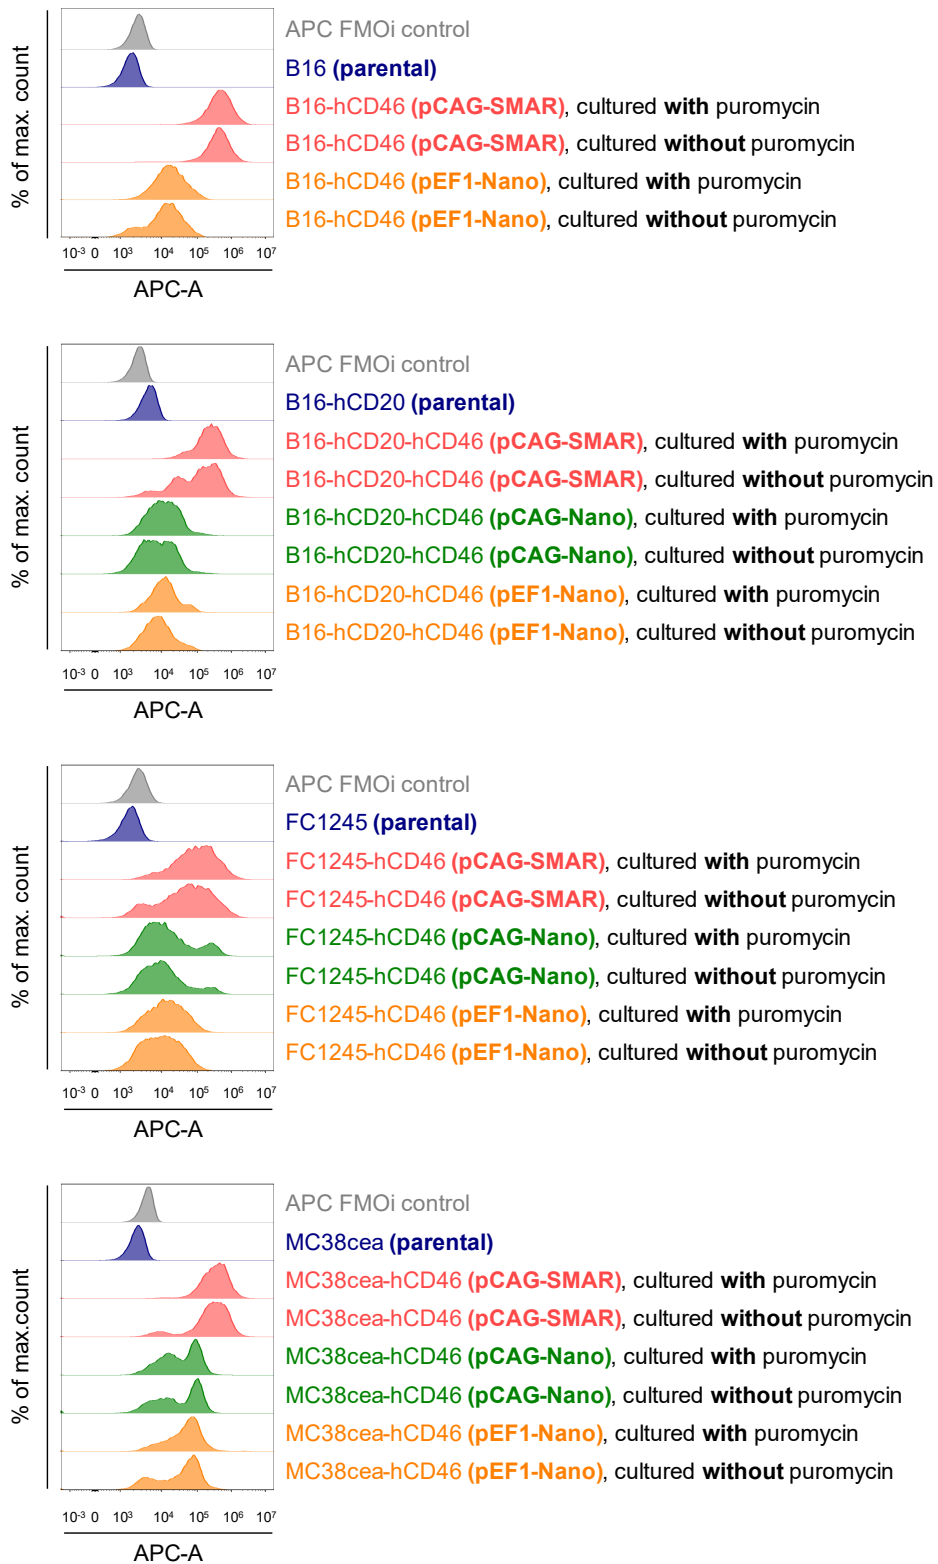 % of max. count
APC FMOi control
B16 (parental)
B16-hCD46 (pCAG-SMAR), cultured with puromycin
B16-hCD46 (pCAG-SMAR), cultured without puromycin
B16-hCD46 (pEF1-Nano), cultured with puromycin
B16-hCD46 (pEF1-Nano), cultured without puromycin
10-3 0 103 104 105 106 107
APC-A
% of max. count
APC FMOi control
B16-hCD20 (parental)
B16-hCD20-hCD46 (pCAG-SMAR), cultured with puromycin
B16-hCD20-hCD46 (pCAG-SMAR), cultured without puromycin
B16-hCD20-hCD46 (pCAG-Nano), cultured with puromycin
B16-hCD20-hCD46 (pCAG-Nano), cultured without puromycin
B16-hCD20-hCD46 (pEF1-Nano), cultured with puromycin
B16-hCD20-hCD46 (pEF1-Nano), cultured without puromycin
10-3 0 103 104 105 106 107
APC-A
% of max. count
APC FMOi control
FC1245 (parental)
FC1245-hCD46 (pCAG-SMAR), cultured with puromycin
FC1245-hCD46 (pCAG-SMAR), cultured without puromycin
FC1245-hCD46 (pCAG-Nano), cultured with puromycin
FC1245-hCD46 (pCAG-Nano), cultured without puromycin
FC1245-hCD46 (pEF1-Nano), cultured with puromycin
FC1245-hCD46 (pEF1-Nano), cultured without puromycin
10-3 0 103 104 105 106 107
APC-A
% of max.count
APC FMOi control
MC38cea (parental)
MC38cea-hCD46 (pCAG-SMAR), cultured with puromycin
MC38cea-hCD46 (pCAG-SMAR), cultured without puromycin
MC38cea-hCD46 (pCAG-Nano), cultured with puromycin
MC38cea-hCD46 (pCAG-Nano), cultured without puromycin
MC38cea-hCD46 (pEF1-Nano), cultured with puromycin
MC38cea-hCD46 (pEF1-Nano), cultured without puromycin
10-3 0 103 104 105 106 107
APC-A